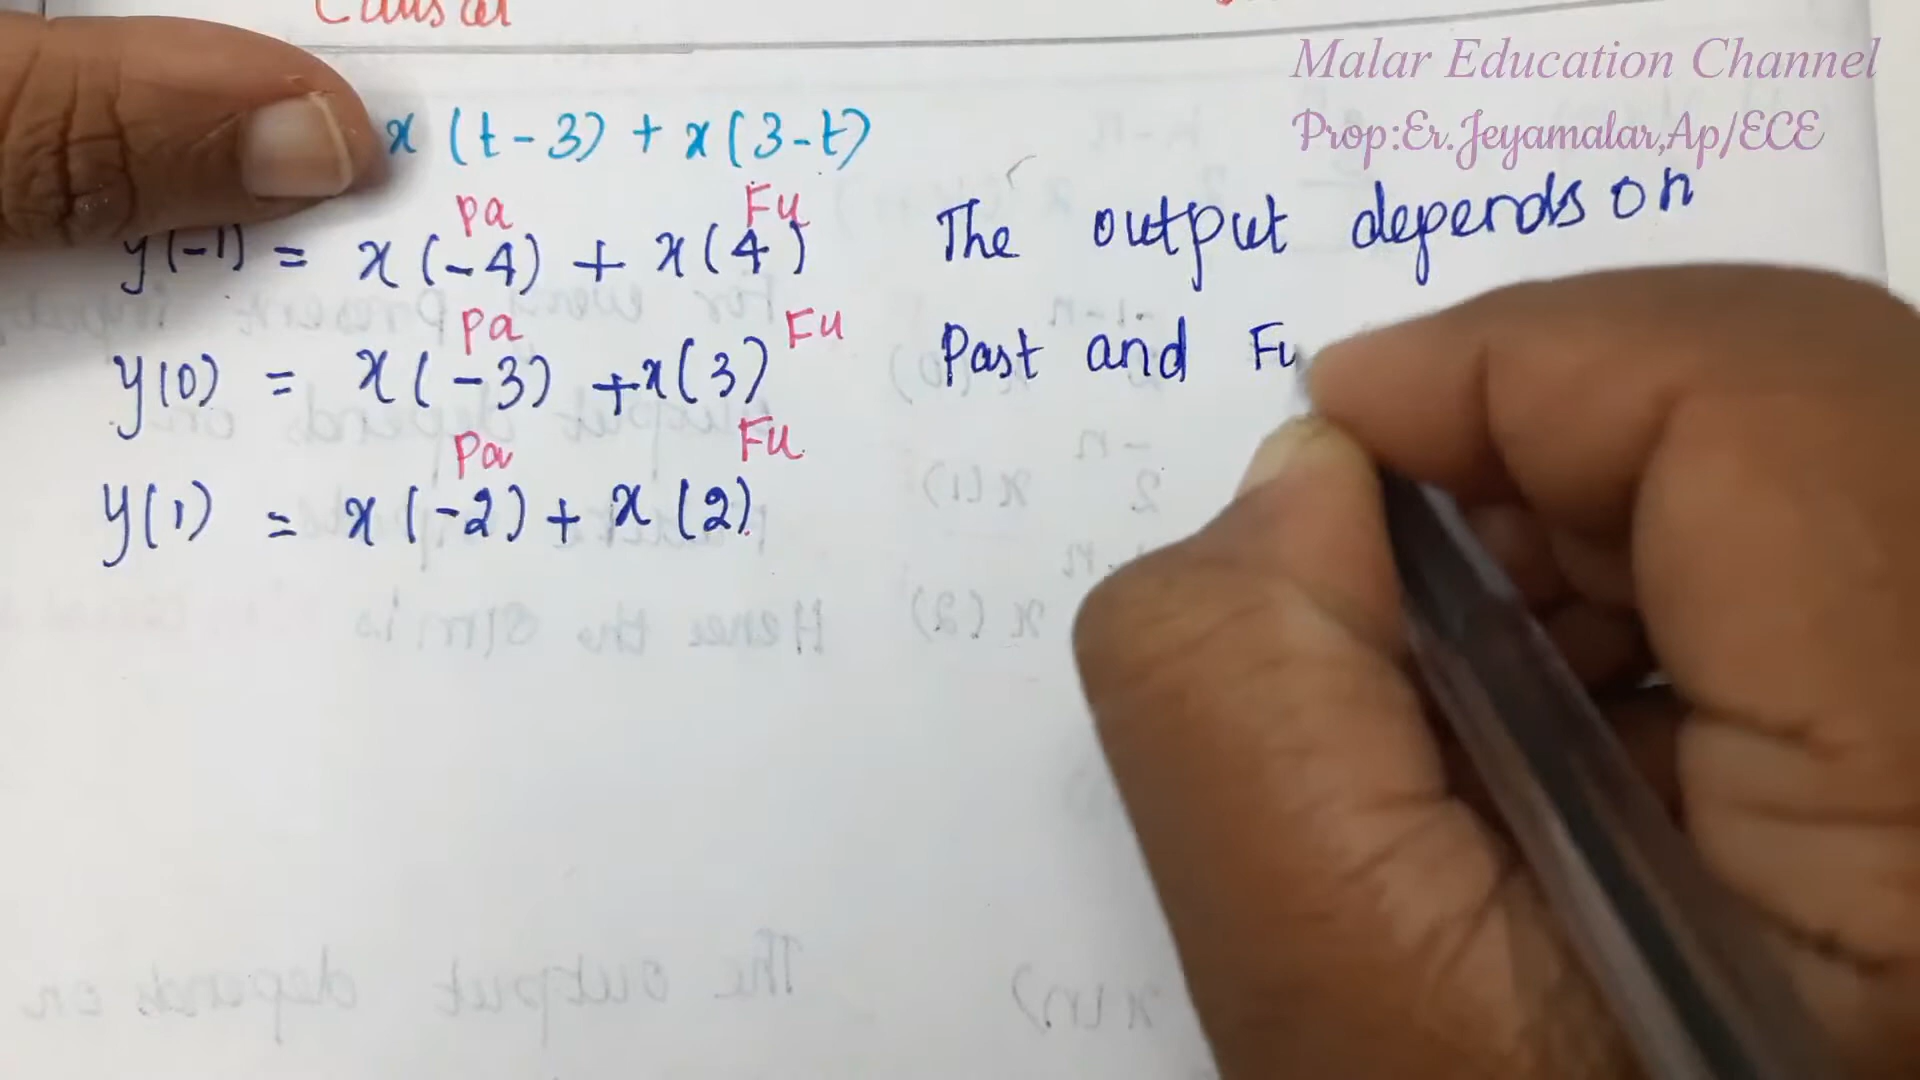 Causal
Malar Education Channel
Prop:Er.Jeyamalar,Ap/ECE
x(t-3) + x(3-t)
Pa Fu
y(-1) = x(-4) + x(4)
The output depends on
Pa Fu
y(0) = x(-3) + x(3)
Past and Fu
Pa Fu
y(1) = x(-2) + x(2)